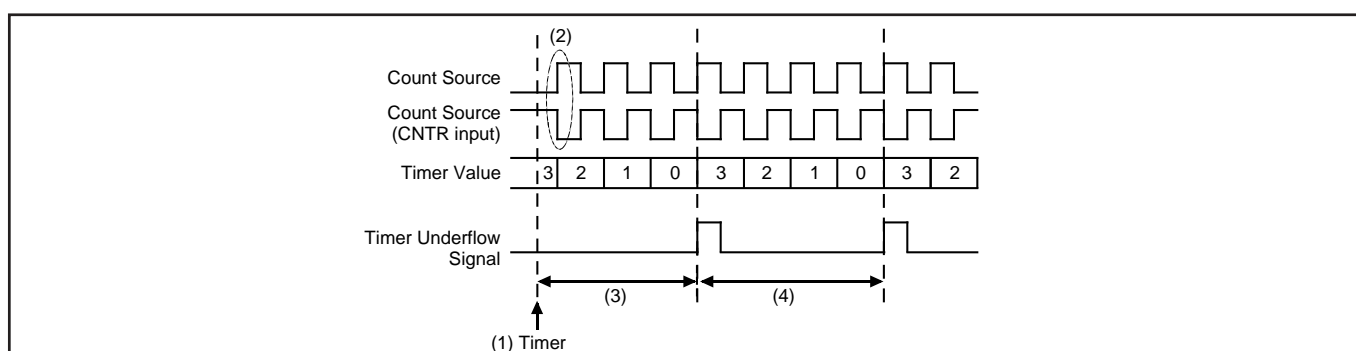 (2)
Count Source
Count Source
(CNTR input)
Timer Value 3 2 1 0 3 2 1 0 3 2
Timer Underflow
Signal
(3) (4)
(1) Timer